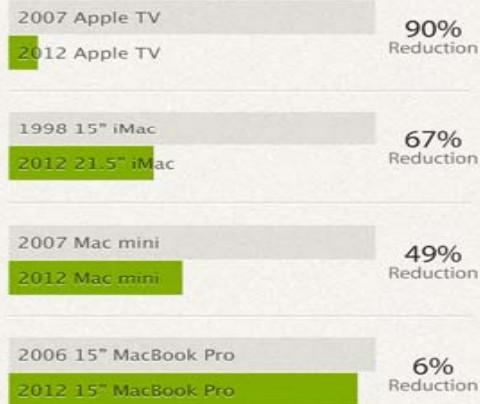 2007 Apple TV
2012 Apple TV
90%
Reduction
1998 15" iMac
2012 21.5" iMac
67%
Reduction
2007 Mac mini
2012 Mac mini
49%
Reduction
2006 15" MacBook Pro
2012 15" MacBook Pro
6%
Reduction